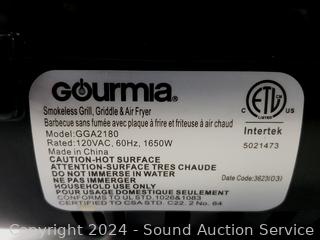 GOURMIA®
Smokeless Grill, Griddle & Air Fryer
Barbecue sans fumée avec plaque à frire et friteuse à air chaud
Model:GGA2180
Rated:120VAC, 60Hz, 1650W
Made in China
CAUTION-HOT SURFACE
ATTENTION-SURFACE TRES CHAUDE
DO NOT IMMERSE IN WATER
NE PAS IMMERGER
HOUSEHOLD USE ONLY
POUR USAGE DOMESTIQUE SEULEMENT
CONFORMS TO UL STD.1026&1083
CERTIFIED TO CSA STD. C22. 2 No. 64
ETL
C US
LISTED
Intertek
5021473
Date Code:3623(03)
Copyright 2024 - Sound Auction Service